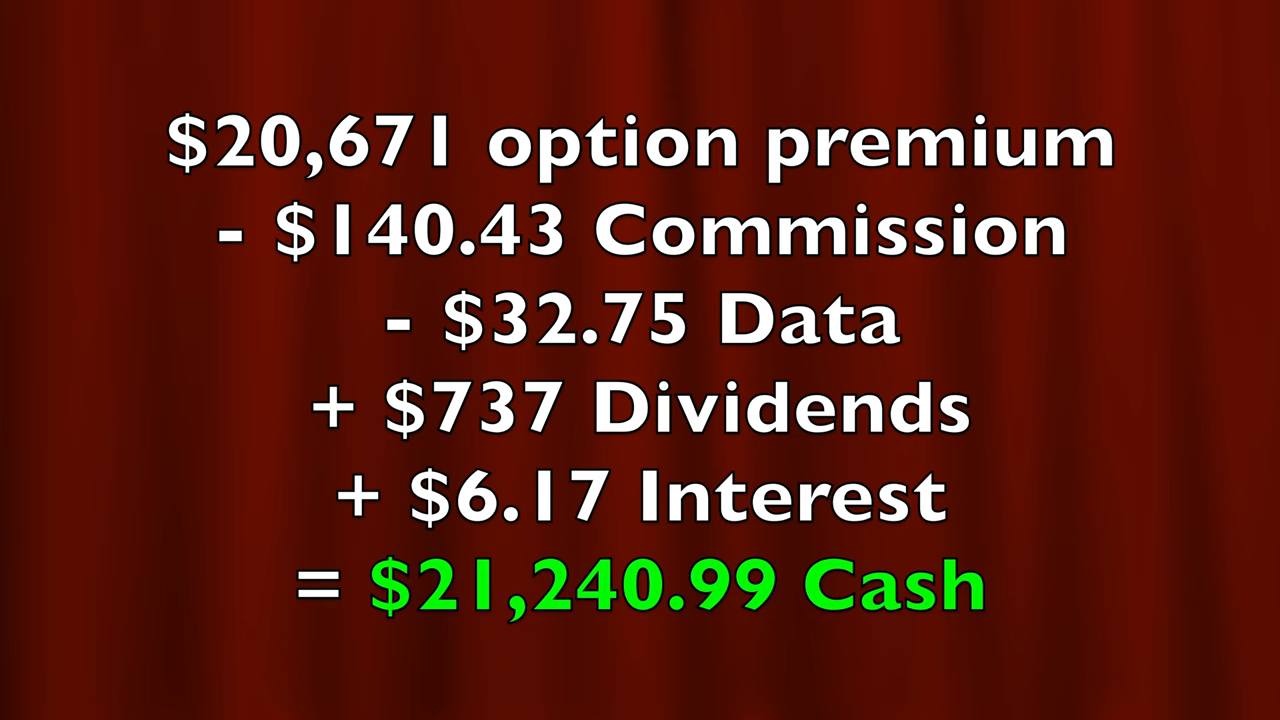 $20,671 option premium
- $140.43 Commission
- $32.75 Data
+ $737 Dividends
+ $6.17 Interest
= $21,240.99 Cash